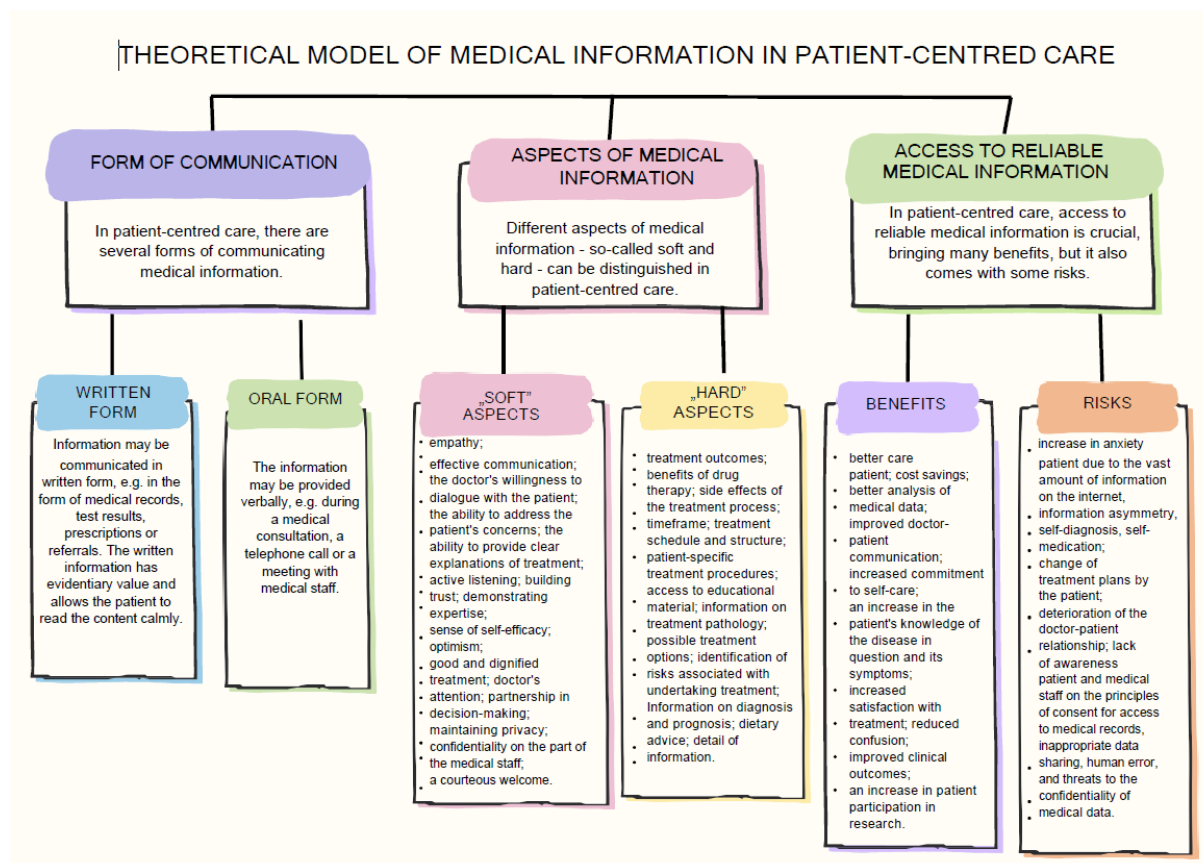 THEORETICAL MODEL OF MEDICAL INFORMATION IN PATIENT-CENTRED CARE
FORM OF COMMUNICATION
In patient-centred care, there are
several forms of communicating
medical information.
ASPECTS OF MEDICAL
INFORMATION
Different aspects of medical
information - so-called soft and
hard - can be distinguished in
patient-centred care.
ACCESS TO RELIABLE
MEDICAL INFORMATION
In patient-centred care, access to
reliable medical information is crucial,
bringing many benefits, but it also
comes with some risks.
WRITTEN
FORM
Information may be
communicated in
written form, e.g. in the
form of medical records,
test results,
prescriptions or
referrals. The written
information has
evidentiary value and
allows the patient to
read the content calmly.
ORAL FORM
The information
may be provided
verbally, e.g. during
a medical
consultation, a
telephone call or a
meeting with
medical staff.
„SOFT”
ASPECTS
• empathy;
• effective communication;
the doctor's willingness to
• dialogue with the patient;
the ability to address the
• patient's concerns; the
ability to provide clear
explanations of treatment;
• active listening; building
• trust; demonstrating
expertise;
• sense of self-efficacy;
optimism;
• good and dignified
• treatment; doctor's
attention; partnership in
• decision-making;
maintaining privacy;
• confidentiality on the part of
• the medical staff;
a courteous welcome.
•
„HARD”
ASPECTS
• treatment outcomes;
• benefits of drug
therapy; side effects of
• the treatment process;
• timeframe; treatment
schedule and structure;
• patient-specific
treatment procedures;
• access to educational
material; information on
• treatment pathology;
• possible treatment
options; identification of
• risks associated with
undertaking treatment;
• Information on diagnosis
and prognosis; dietary
• advice; detail of
• information.
BENEFITS
• better care
patient; cost savings;
• better analysis of
• medical data;
improved doctor-
• patient
communication;
increased commitment
• to self-care;
an increase in the
• patient's knowledge of
the disease in
question and its
symptoms;
• increased
satisfaction with
• treatment; reduced
confusion;
• improved clinical
outcomes;
• an increase in patient
participation in
research.
RISKS
• increase in anxiety
patient due to the vast
amount of information
on the internet,
• information asymmetry,
• self-diagnosis, self-
• medication;
• change of
treatment plans by
the patient;
• deterioration of the
doctor-patient
• relationship; lack
of awareness
patient and medical
staff on the principles
of consent for access
to medical records,
inappropriate data
• sharing, human error,
• and threats to the
• confidentiality of
• medical data.